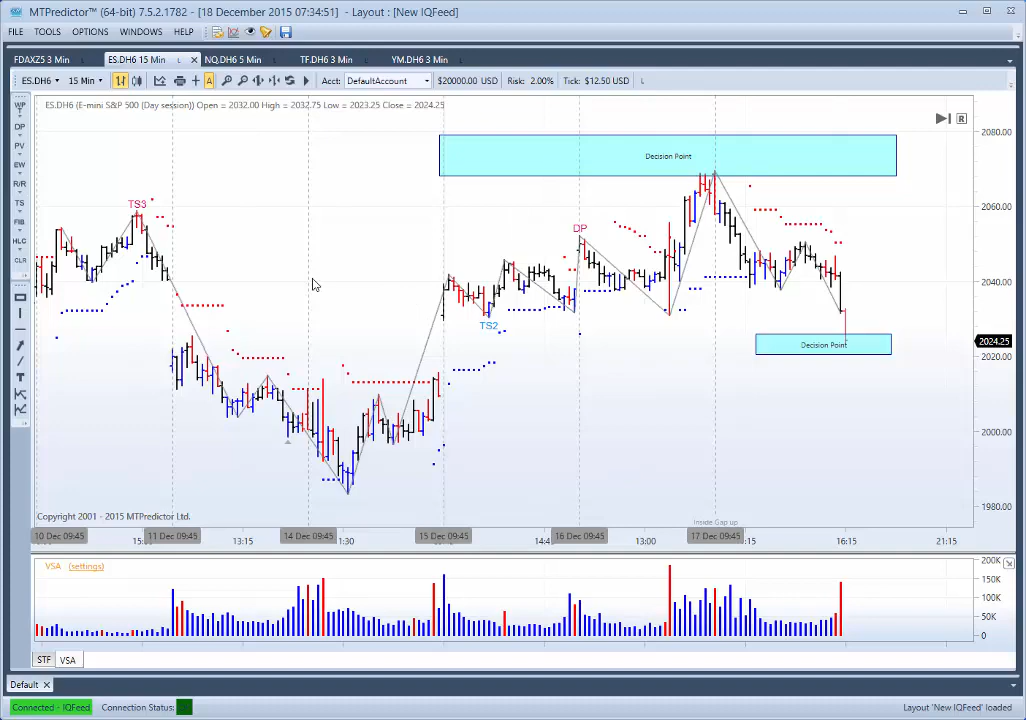 MTPredictor™ (64-bit) 7.5.2.1782 - [18 December 2015 07:34:51] - Layout : [New IQFeed]
FILE TOOLS OPTIONS WINDOWS HELP
FDAXZ5 3 Min ES.DH6 15 Min L NQ.DH6 5 Min TF.DH6 3 Min YM.DH6 3 Min
ES.DH6 15 Min A Acct: DefaultAccount $20000.00 USD Risk: 2.00% Tick: $12.50 USD L
ES.DH6 (E-mini S&P 500 (Day session)) Open = 2032.00 High = 2032.75 Low = 2023.25 Close = 2024.25
WP
DP
PV
EW
R/R
TS
FIB
HLC
CLR
R
2080.00
Decision Point
TS3
2060.00
DP
2040.00
TS2
2024.25
Decision Point
2020.00
2000.00
1980.00
Copyright 2001 - 2015 MTPredictor Ltd.
Inside Gap up
10 Dec 09:45 11 Dec 09:45 14 Dec 09:45 15 Dec 09:45 16 Dec 09:45 17 Dec 09:45
13:15 13:00 16:15 21:15
VSA (settings)
200K
150K
100K
50K
0
STF VSA
Default
Connected - IQFeed Connection Status: Layout 'New IQFeed' loaded